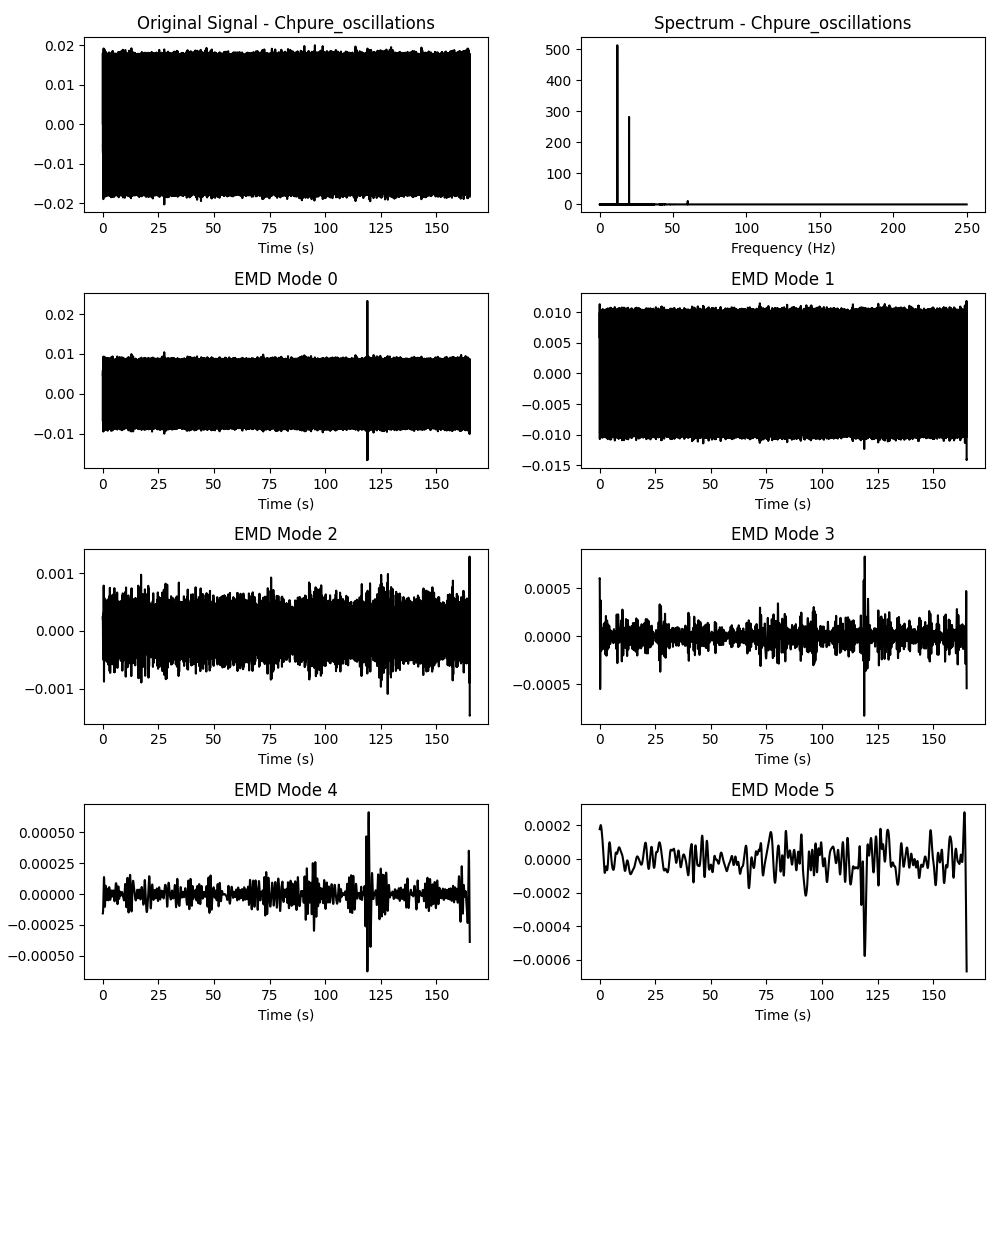 Original Signal - Chpure_oscillations
0.02
0.01
0.00
−0.01
−0.02
0 25 50 75 100 125 150
Time (s)
Spectrum - Chpure_oscillations
500
400
300
200
100
0
0 50 100 150 200 250
Frequency (Hz)
EMD Mode 0
0.02
0.01
0.00
−0.01
0 25 50 75 100 125 150
Time (s)
EMD Mode 1
0.010
0.005
0.000
−0.005
−0.010
−0.015
0 25 50 75 100 125 150
Time (s)
EMD Mode 2
0.001
0.000
−0.001
0 25 50 75 100 125 150
Time (s)
EMD Mode 3
0.0005
0.0000
−0.0005
0 25 50 75 100 125 150
Time (s)
EMD Mode 4
0.00050
0.00025
0.00000
−0.00025
−0.00050
0 25 50 75 100 125 150
Time (s)
EMD Mode 5
0.0002
0.0000
−0.0002
−0.0004
−0.0006
0 25 50 75 100 125 150
Time (s)